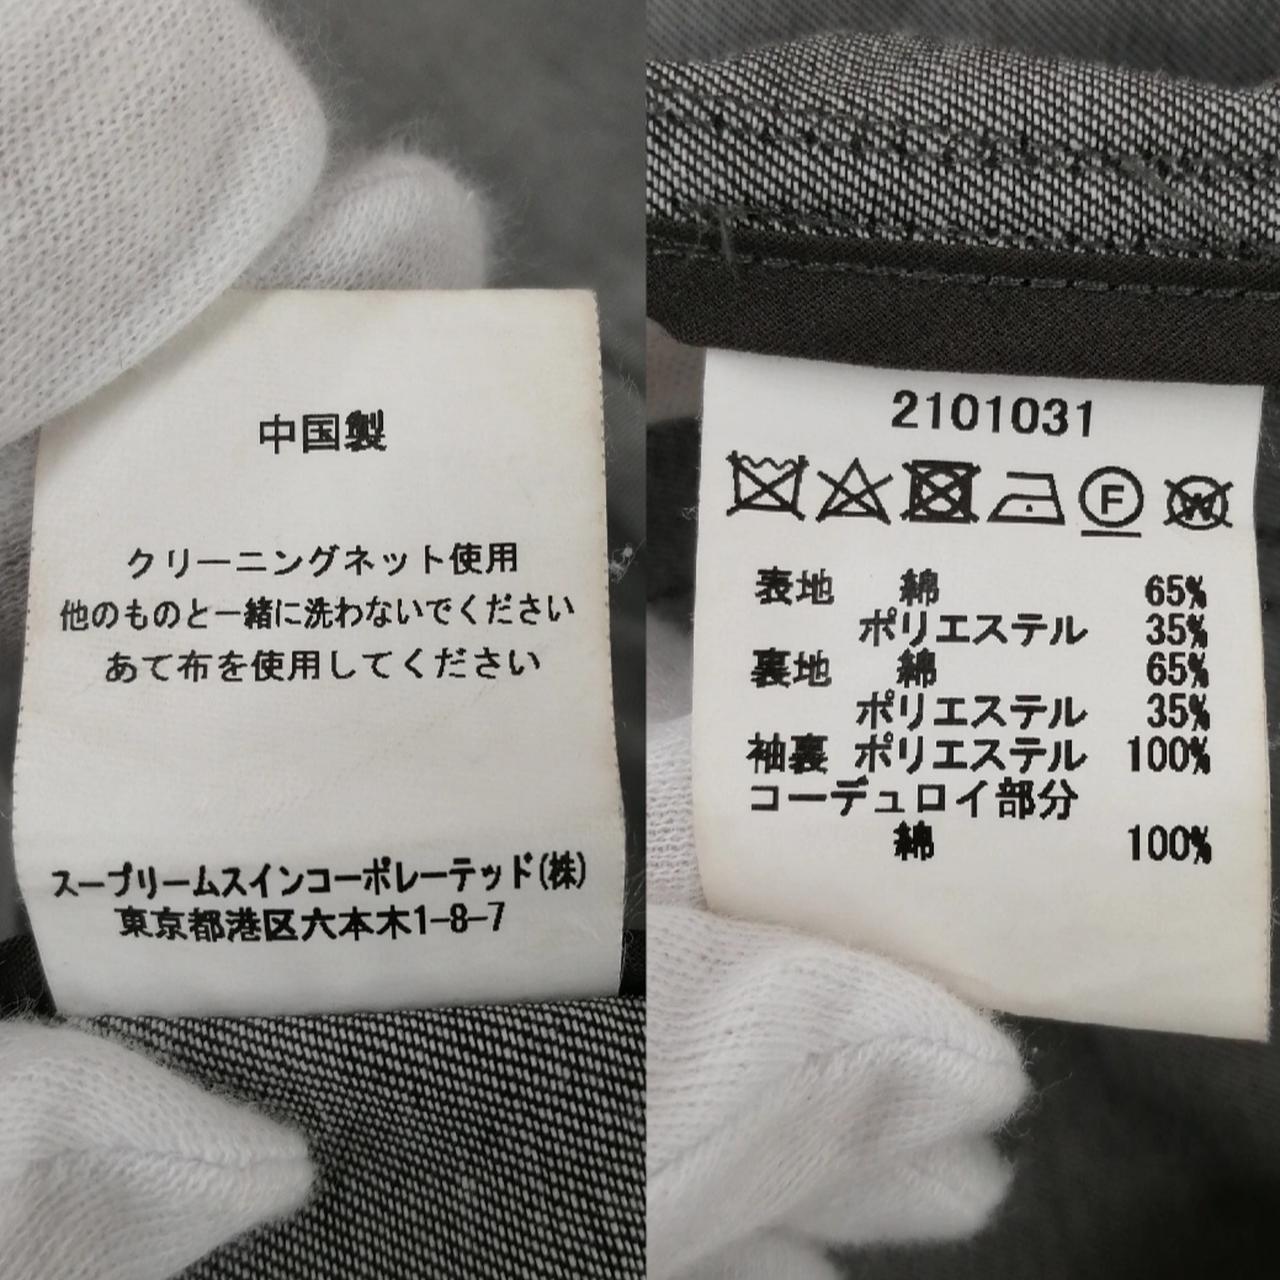 中国製
クリーニングネット使用
他のものと一緒に洗わないでください
あて布を使用してください
スープリームスインコーポレーテッド(株)
東京都港区六本木1-8-7
2101031
F W
表地 綿 65%
ポリエステル 35%
裏地 綿 65%
ポリエステル 35%
袖裏 ポリエステル 100%
コーデュロイ部分
綿 100%